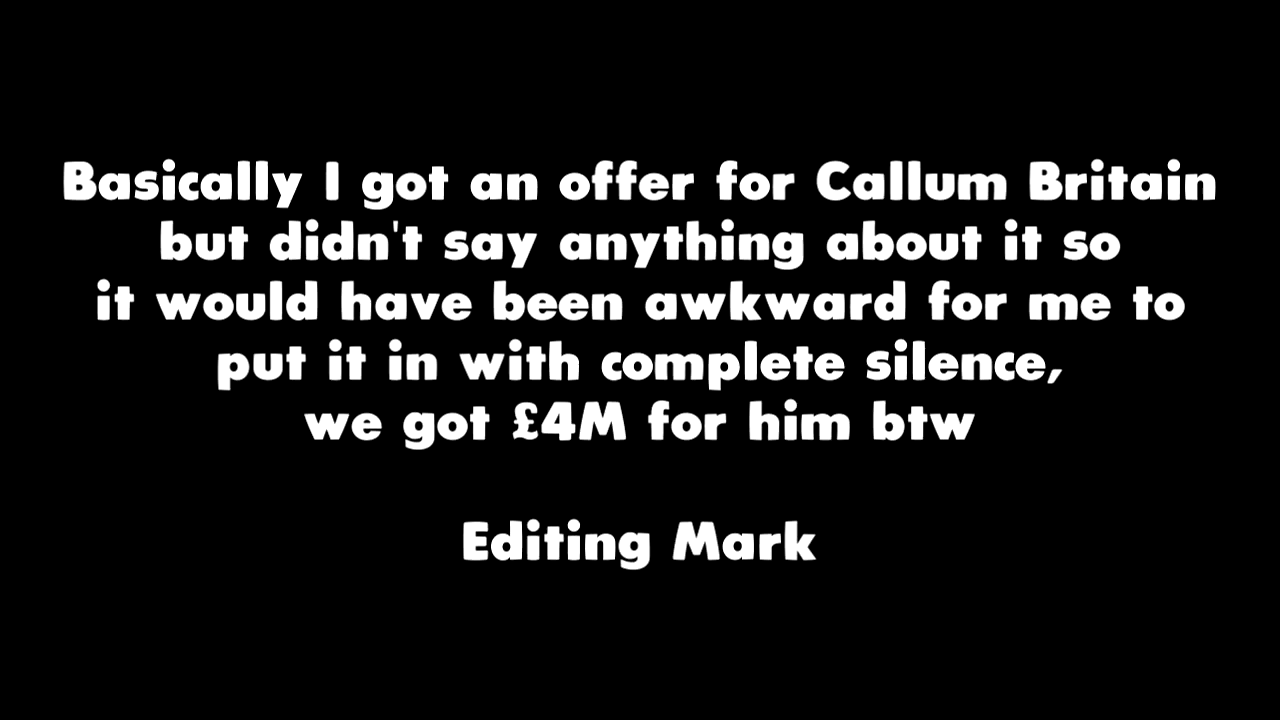 Basically I got an offer for Callum Britain
but didn't say anything about it so
it would have been awkward for me to
put it in with complete silence,
we got £4M for him btw
Editing Mark